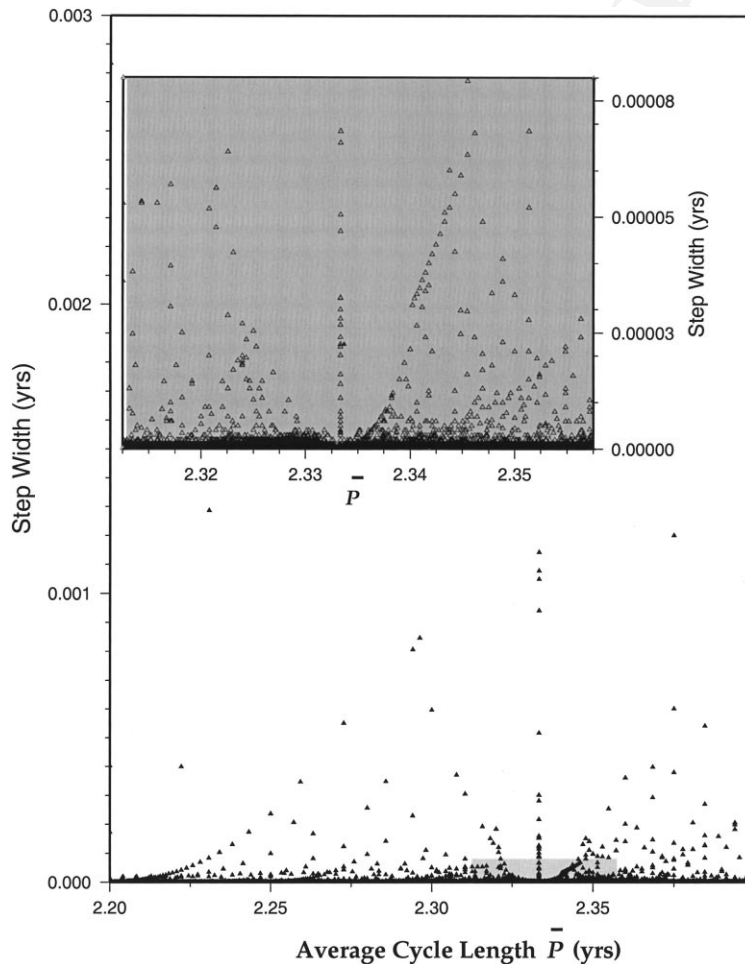 0.003
0.002
0.001
0.000
Step Width (yrs)
0.00008
0.00005
0.00003
0.00000
Step Width (yrs)
2.32 2.33 2.34 2.35
P̅
2.20 2.25 2.30 2.35
Average Cycle Length P̅ (yrs)